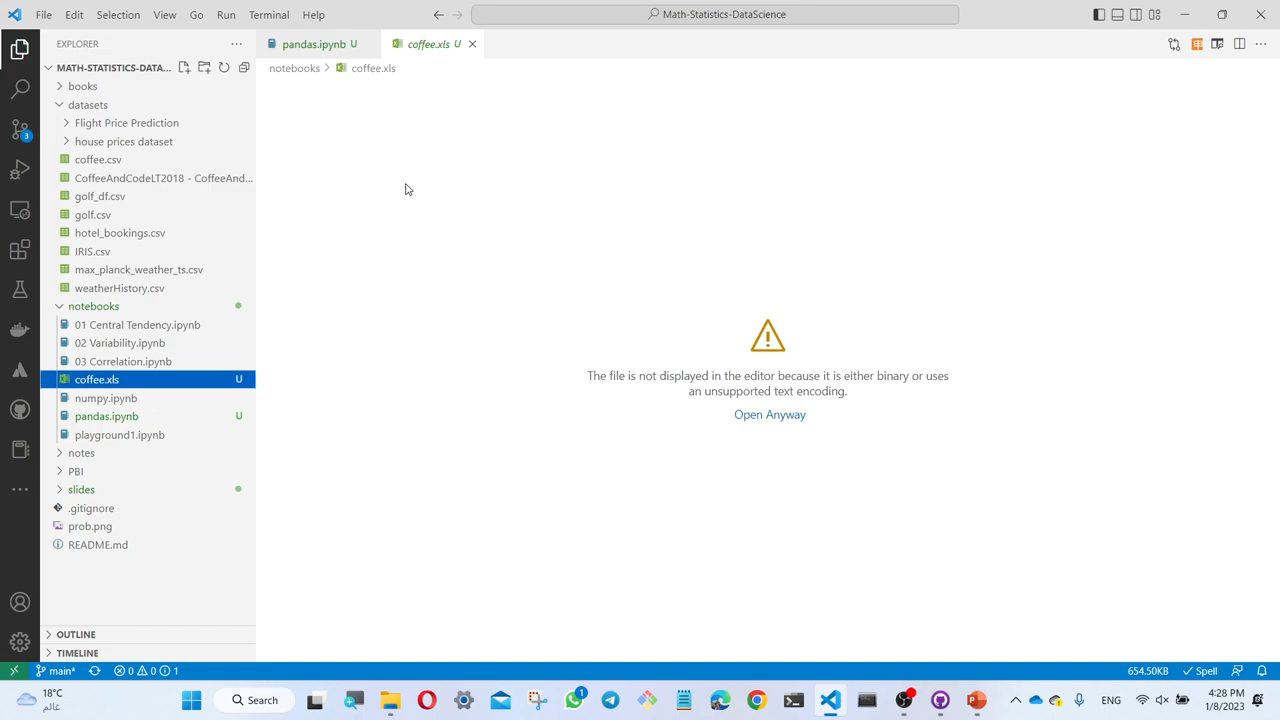 File Edit Selection View Go Run Terminal Help
Math-Statistics-DataScience
EXPLORER
pandas.ipynb U
coffee.xls U
MATH-STATISTICS-DATA...
notebooks > coffee.xls
books
datasets
Flight Price Prediction
house prices dataset
coffee.csv
CoffeeAndCodeLT2018 - CoffeeAnd...
golf_df.csv
golf.csv
hotel_bookings.csv
IRIS.csv
max_planck_weather_ts.csv
weatherHistory.csv
notebooks
01 Central Tendency.ipynb
02 Variability.ipynb
03 Correlation.ipynb
coffee.xls U
numpy.ipynb
pandas.ipynb U
playground1.ipynb
notes
PBI
slides
.gitignore
prob.png
README.md
3
The file is not displayed in the editor because it is either binary or uses
an unsupported text encoding.
Open Anyway
OUTLINE
TIMELINE
main* 0 0 1
654.50KB Spell
18°C
غائم
Search
1
ENG
4:28 PM
1/8/2023